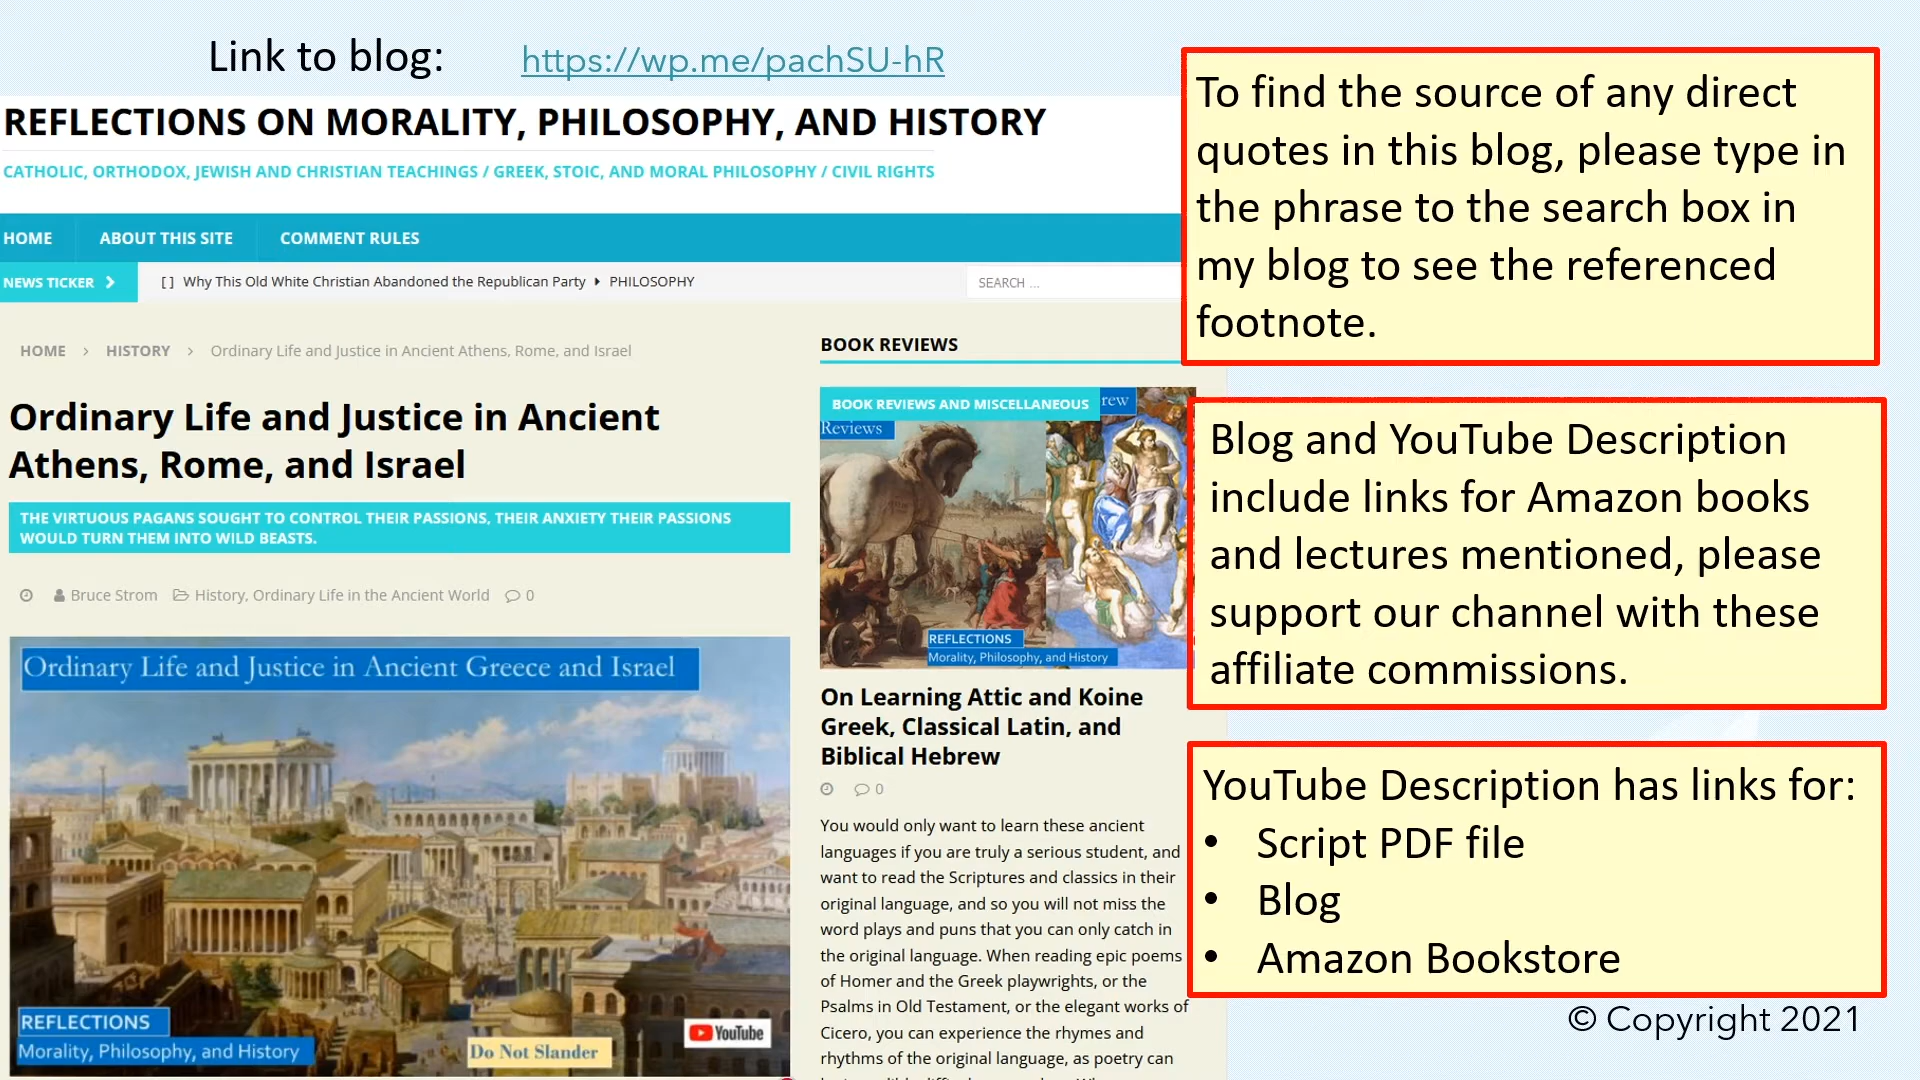 Link to blog: https://wp.me/pachSU-hR
REFLECTIONS ON MORALITY, PHILOSOPHY, AND HISTORY
CATHOLIC, ORTHODOX, JEWISH AND CHRISTIAN TEACHINGS / GREEK, STOIC, AND MORAL PHILOSOPHY / CIVIL RIGHTS
HOME ABOUT THIS SITE COMMENT RULES
NEWS TICKER [ ] Why This Old White Christian Abandoned the Republican Party PHILOSOPHY
SEARCH ...
HOME > HISTORY > Ordinary Life and Justice in Ancient Athens, Rome, and Israel
Ordinary Life and Justice in Ancient
Athens, Rome, and Israel
THE VIRTUOUS PAGANS SOUGHT TO CONTROL THEIR PASSIONS, THEIR ANXIETY THEIR PASSIONS
WOULD TURN THEM INTO WILD BEASTS.
Bruce Strom History, Ordinary Life in the Ancient World 0
Ordinary Life and Justice in Ancient Greece and Israel
REFLECTIONS
Morality, Philosophy, and History
Do Not Slander
YouTube
BOOK REVIEWS
BOOK REVIEWS AND MISCELLANEOUS
Reviews
REFLECTIONS
Morality, Philosophy, and History
On Learning Attic and Koine
Greek, Classical Latin, and
Biblical Hebrew
0
You would only want to learn these ancient
languages if you are truly a serious student, and
want to read the Scriptures and classics in their
original language, and so you will not miss the
word plays and puns that you can only catch in
the original language. When reading epic poems
of Homer and the Greek playwrights, or the
Psalms in Old Testament, or the elegant works of
Cicero, you can experience the rhymes and
rhythms of the original language, as poetry can
To find the source of any direct
quotes in this blog, please type in
the phrase to the search box in
my blog to see the referenced
footnote.
Blog and YouTube Description
include links for Amazon books
and lectures mentioned, please
support our channel with these
affiliate commissions.
YouTube Description has links for:
• Script PDF file
• Blog
• Amazon Bookstore
© Copyright 2021